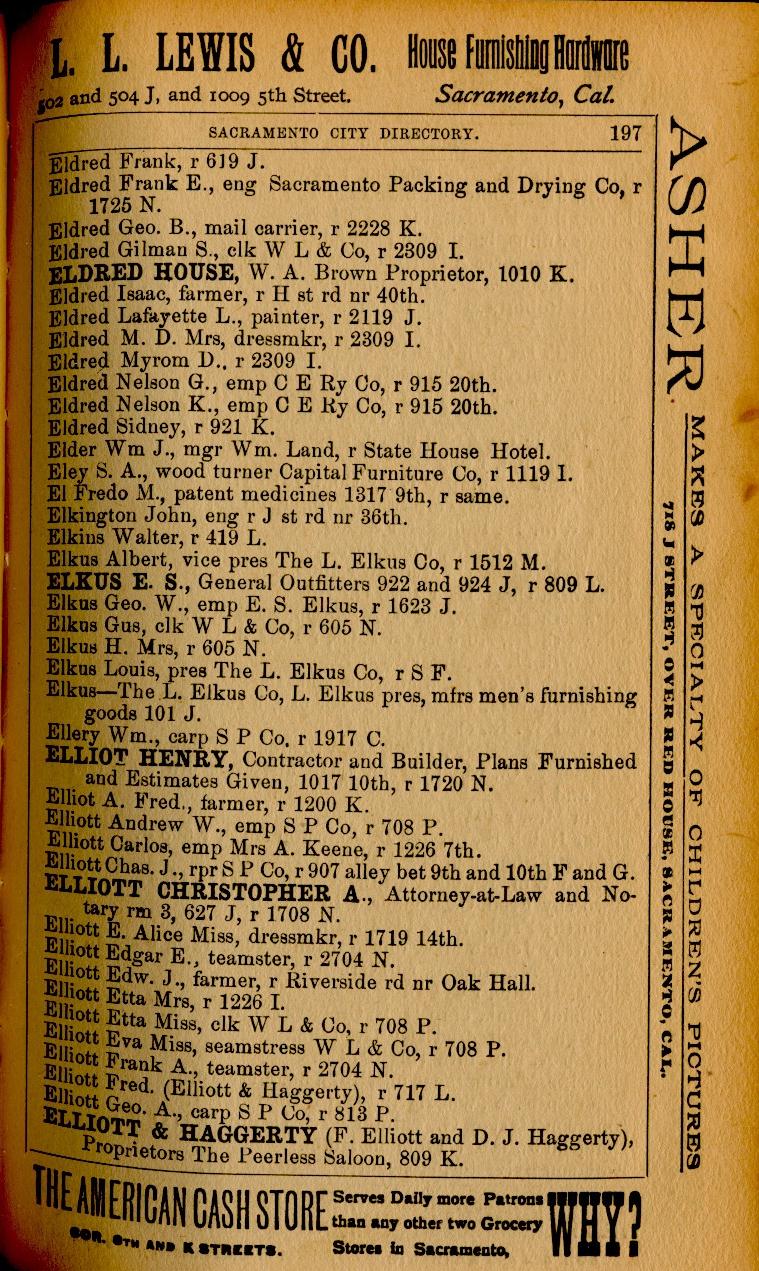 L. L. LEWIS & CO. House Furnishing Hardware
502 and 504 J, and 1009 5th Street. Sacramento, Cal.
SACRAMENTO CITY DIRECTORY. 197
Eldred Frank, r 619 J.
Eldred Frank E., eng Sacramento Packing and Drying Co, r
1725 N.
Eldred Geo. B., mail carrier, r 2228 K.
Eldred Gilman S., clk W L & Co, r 2309 I.
ELDRED HOUSE, W. A. Brown Proprietor, 1010 K.
Eldred Isaac, farmer, r H st rd nr 40th.
Eldred Lafayette L., painter, r 2119 J.
Eldred M. D. Mrs, dressmkr, r 2309 I.
Eldred Myrom D., r 2309 I.
Eldred Nelson G., emp C E Ry Co, r 915 20th.
Eldred Nelson K., emp C E Ry Co, r 915 20th.
Eldred Sidney, r 921 K.
Elder Wm J., mgr Wm. Land, r State House Hotel.
Eley S. A., wood turner Capital Furniture Co, r 1119 I.
El Fredo M., patent medicines 1317 9th, r same.
Elkington John, eng r J st rd nr 36th.
Elkins Walter, r 419 L.
Elkus Albert, vice pres The L. Elkus Co, r 1512 M.
ELKUS E. S., General Outfitters 922 and 924 J, r 809 L.
Elkus Geo. W., emp E. S. Elkus, r 1623 J.
Elkus Gus, clk W L & Co, r 605 N.
Elkus H. Mrs, r 605 N.
Elkus Louis, pres The L. Elkus Co, r S F.
Elkus—The L. Elkus Co, L. Elkus pres, mfrs men's furnishing
goods 101 J.
Ellery Wm., carp S P Co, r 1917 C.
ELLIOT HENRY, Contractor and Builder, Plans Furnished
and Estimates Given, 1017 10th, r 1720 N.
Elliot A. Fred., farmer, r 1200 K.
Elliott Andrew W., emp S P Co, r 708 P.
Elliott Carlos, emp Mrs A. Keene, r 1226 7th.
Elliott Chas. J., rpr S P Co, r 907 alley bet 9th and 10th F and G.
ELLIOTT CHRISTOPHER A., Attorney-at-Law and No-
tary rm 3, 627 J, r 1708 N.
Elliott E. Alice Miss, dressmkr, r 1719 14th.
Elliott Edgar E., teamster, r 2704 N.
Elliott Edw. J., farmer, r Riverside rd nr Oak Hall.
Elliott Etta Mrs, r 1226 I.
Elliott Etta Miss, clk W L & Co, r 708 P.
Elliott Eva Miss, seamstress W L & Co, r 708 P.
Elliott Frank A., teamster, r 2704 N.
Elliott Fred. (Elliott & Haggerty), r 717 L.
Elliott Geo. A., carp S P Co, r 813 P.
ELLIOTT & HAGGERTY (F. Elliott and D. J. Haggerty),
Proprietors The Peerless Saloon, 809 K.
THE AMERICAN CASH STORE
COR. 8TH AND K STREETS.
Serves Daily more Patrons
than any other two Grocery
Stores in Sacramento,
WHY?
ASHER MAKES A SPECIALTY OF CHILDREN'S PICTURES
718 J STREET, OVER RED HOUSE, SACRAMENTO, CAL.